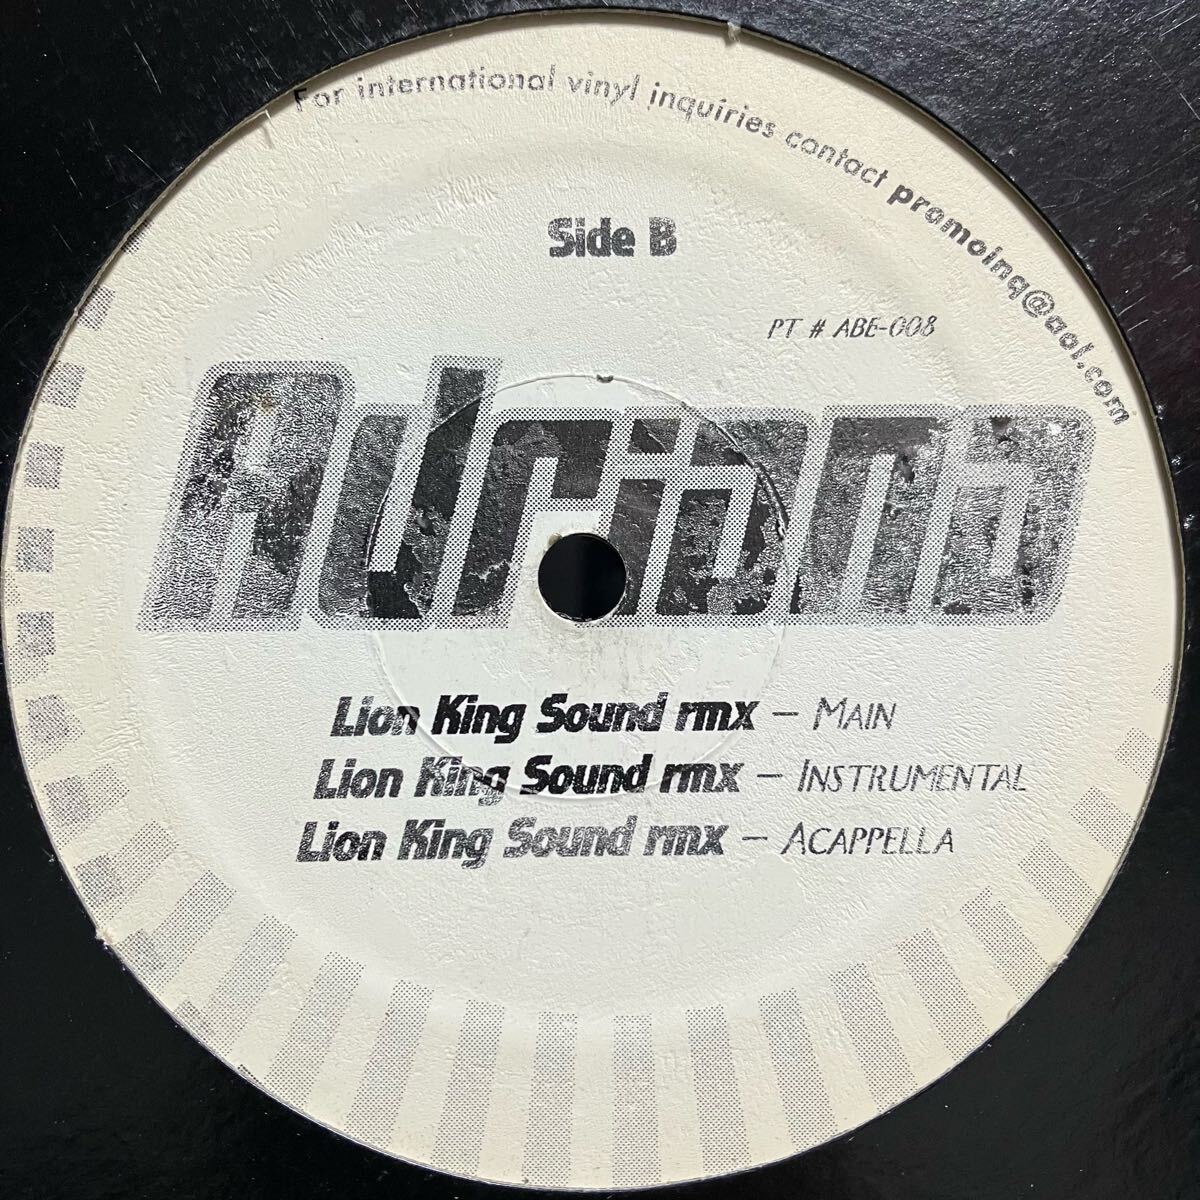 For international vinyl inquiries contact promoinq@aol.com
Side B
PT # ABE-008
Adriana
Lion King Sound rmx – MAIN
Lion King Sound rmx – INSTRUMENTAL
Lion King Sound rmx – ACAPPELLA